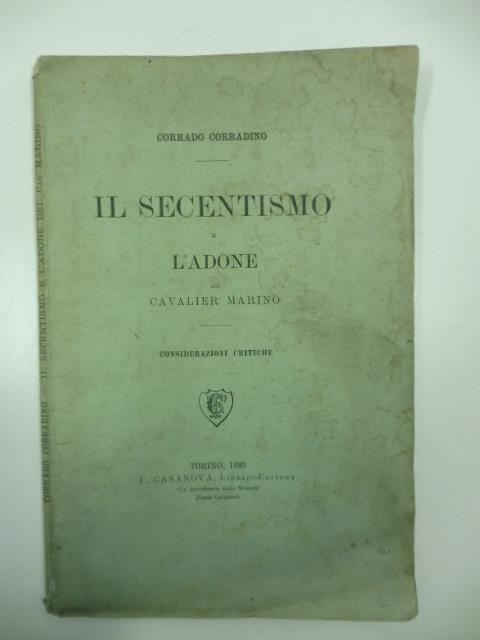 CORRADO CORRADINO
IL SECENTISMO
E
L'ADONE
DEL
CAVALIER MARINO
CONSIDERAZIONI CRITICHE
TORINO, 1880
F. CASANOVA, LIBRAIO-EDITORE
Via Accademia delle Scienze
(Piazza Carignano)
CORRADO CORRADINO — IL SECENTISMO E L'ADONE DEL CAV. MARINO